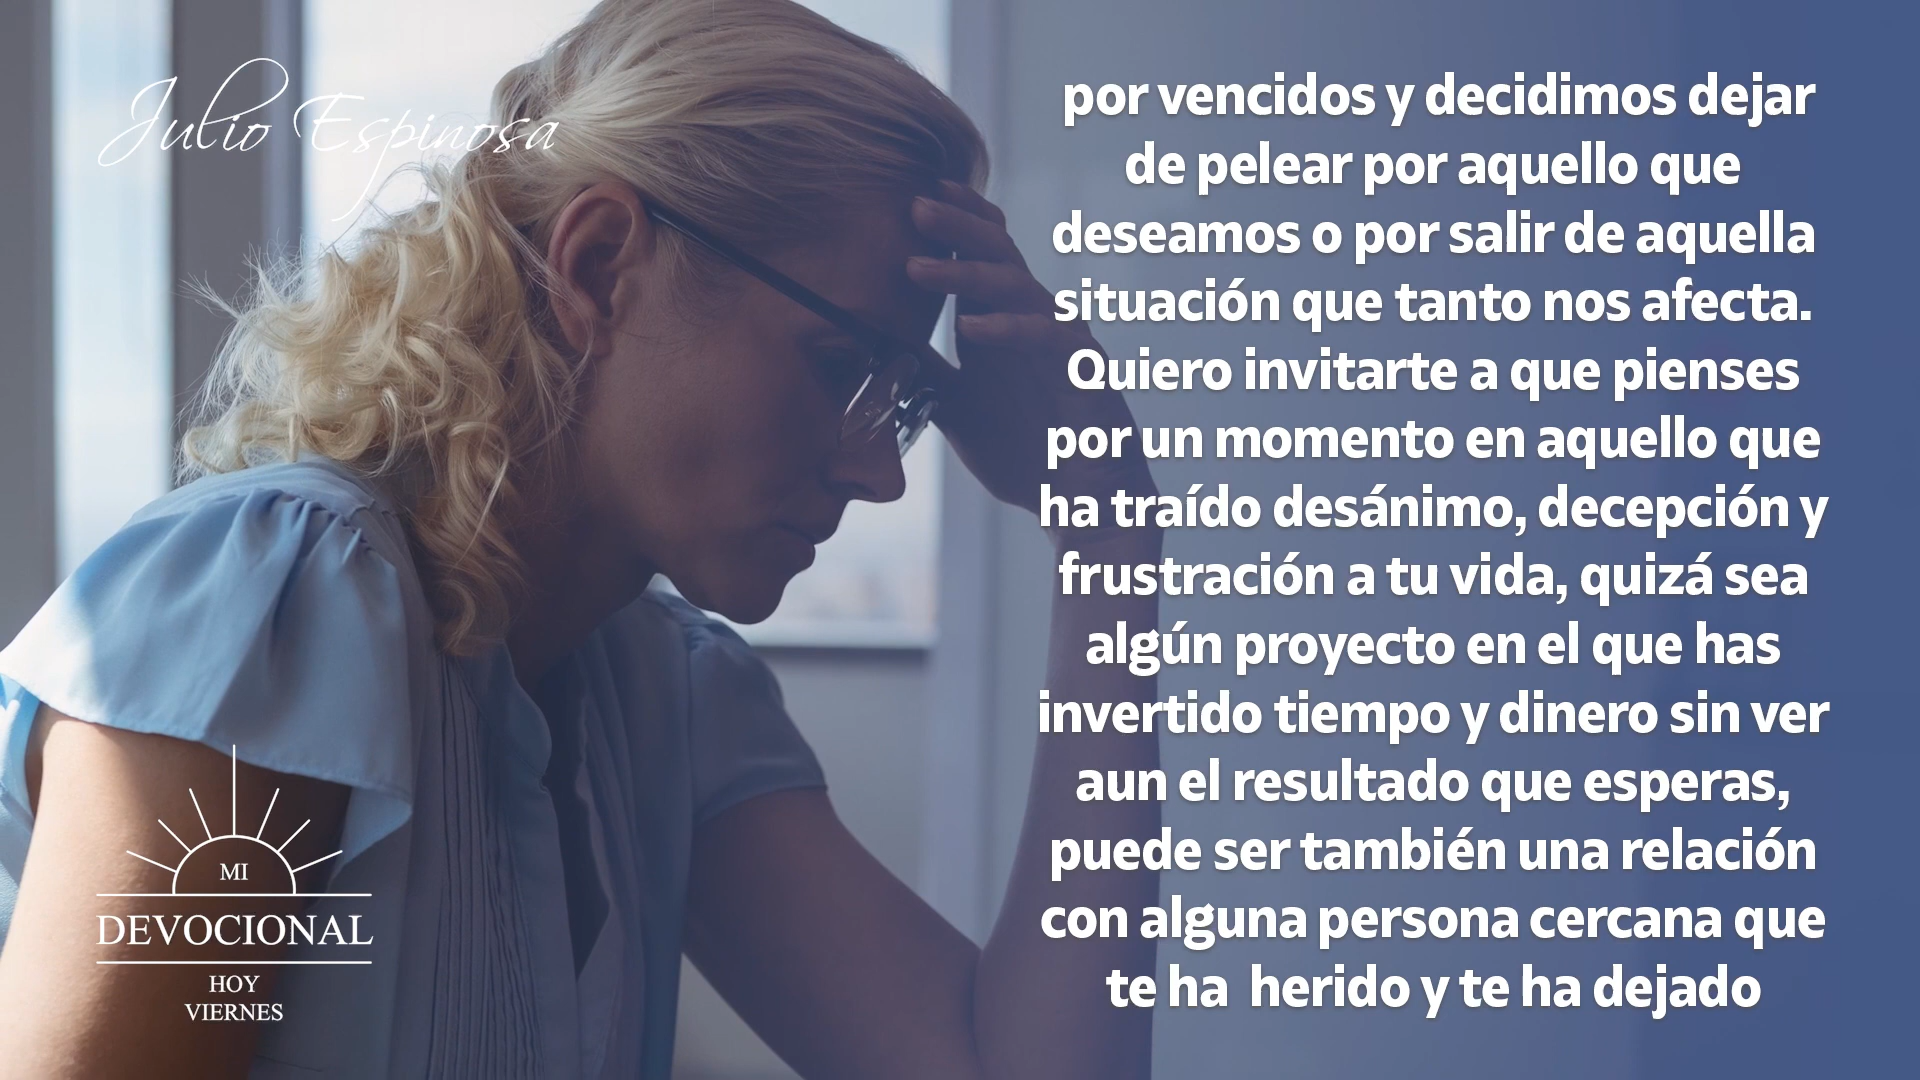 Julio Espinosa
por vencidos y decidimos dejar
de pelear por aquello que
deseamos o por salir de aquella
situación que tanto nos afecta.
Quiero invitarte a que pienses
por un momento en aquello que
ha traído desánimo, decepción y
frustración a tu vida, quizá sea
algún proyecto en el que has
invertido tiempo y dinero sin ver
aun el resultado que esperas,
puede ser también una relación
con alguna persona cercana que
te ha  herido y te ha dejado
MI
DEVOCIONAL
HOY
VIERNES